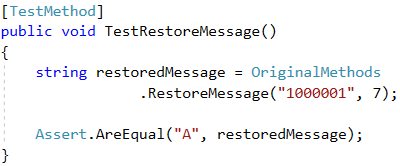 [TestMethod]
public void TestRestoreMessage()
{
string restoredMessage = OriginalMethods
.RestoreMessage("1000001", 7);
Assert.AreEqual("A", restoredMessage);
}